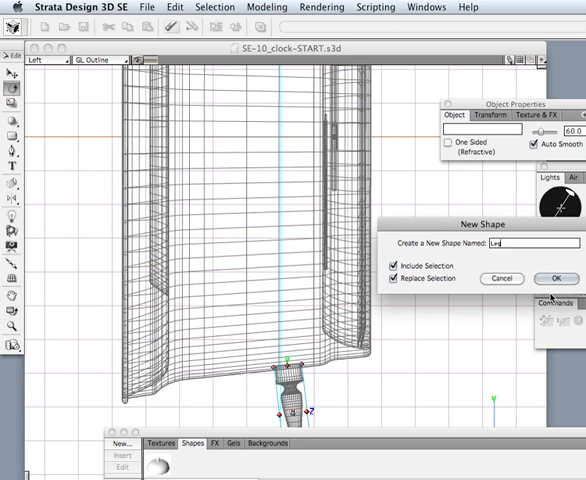 Strata Design 3D SE File Edit Selection Modeling Rendering Scripts Windows Help
SE-10_clock-START.s3d
Edit
Left GL Outline
Object Properties
Object Transform Texture & FX
60.0
One Sided
(Refractive)
Auto Smooth
Lights Air
New Shape
Create a New Shape Named: Leg
Include Selection
Replace Selection
Cancel OK
Commands
Y
Z
Y
New...
Insert
Edit
Textures Shapes FX Gels Backgrounds